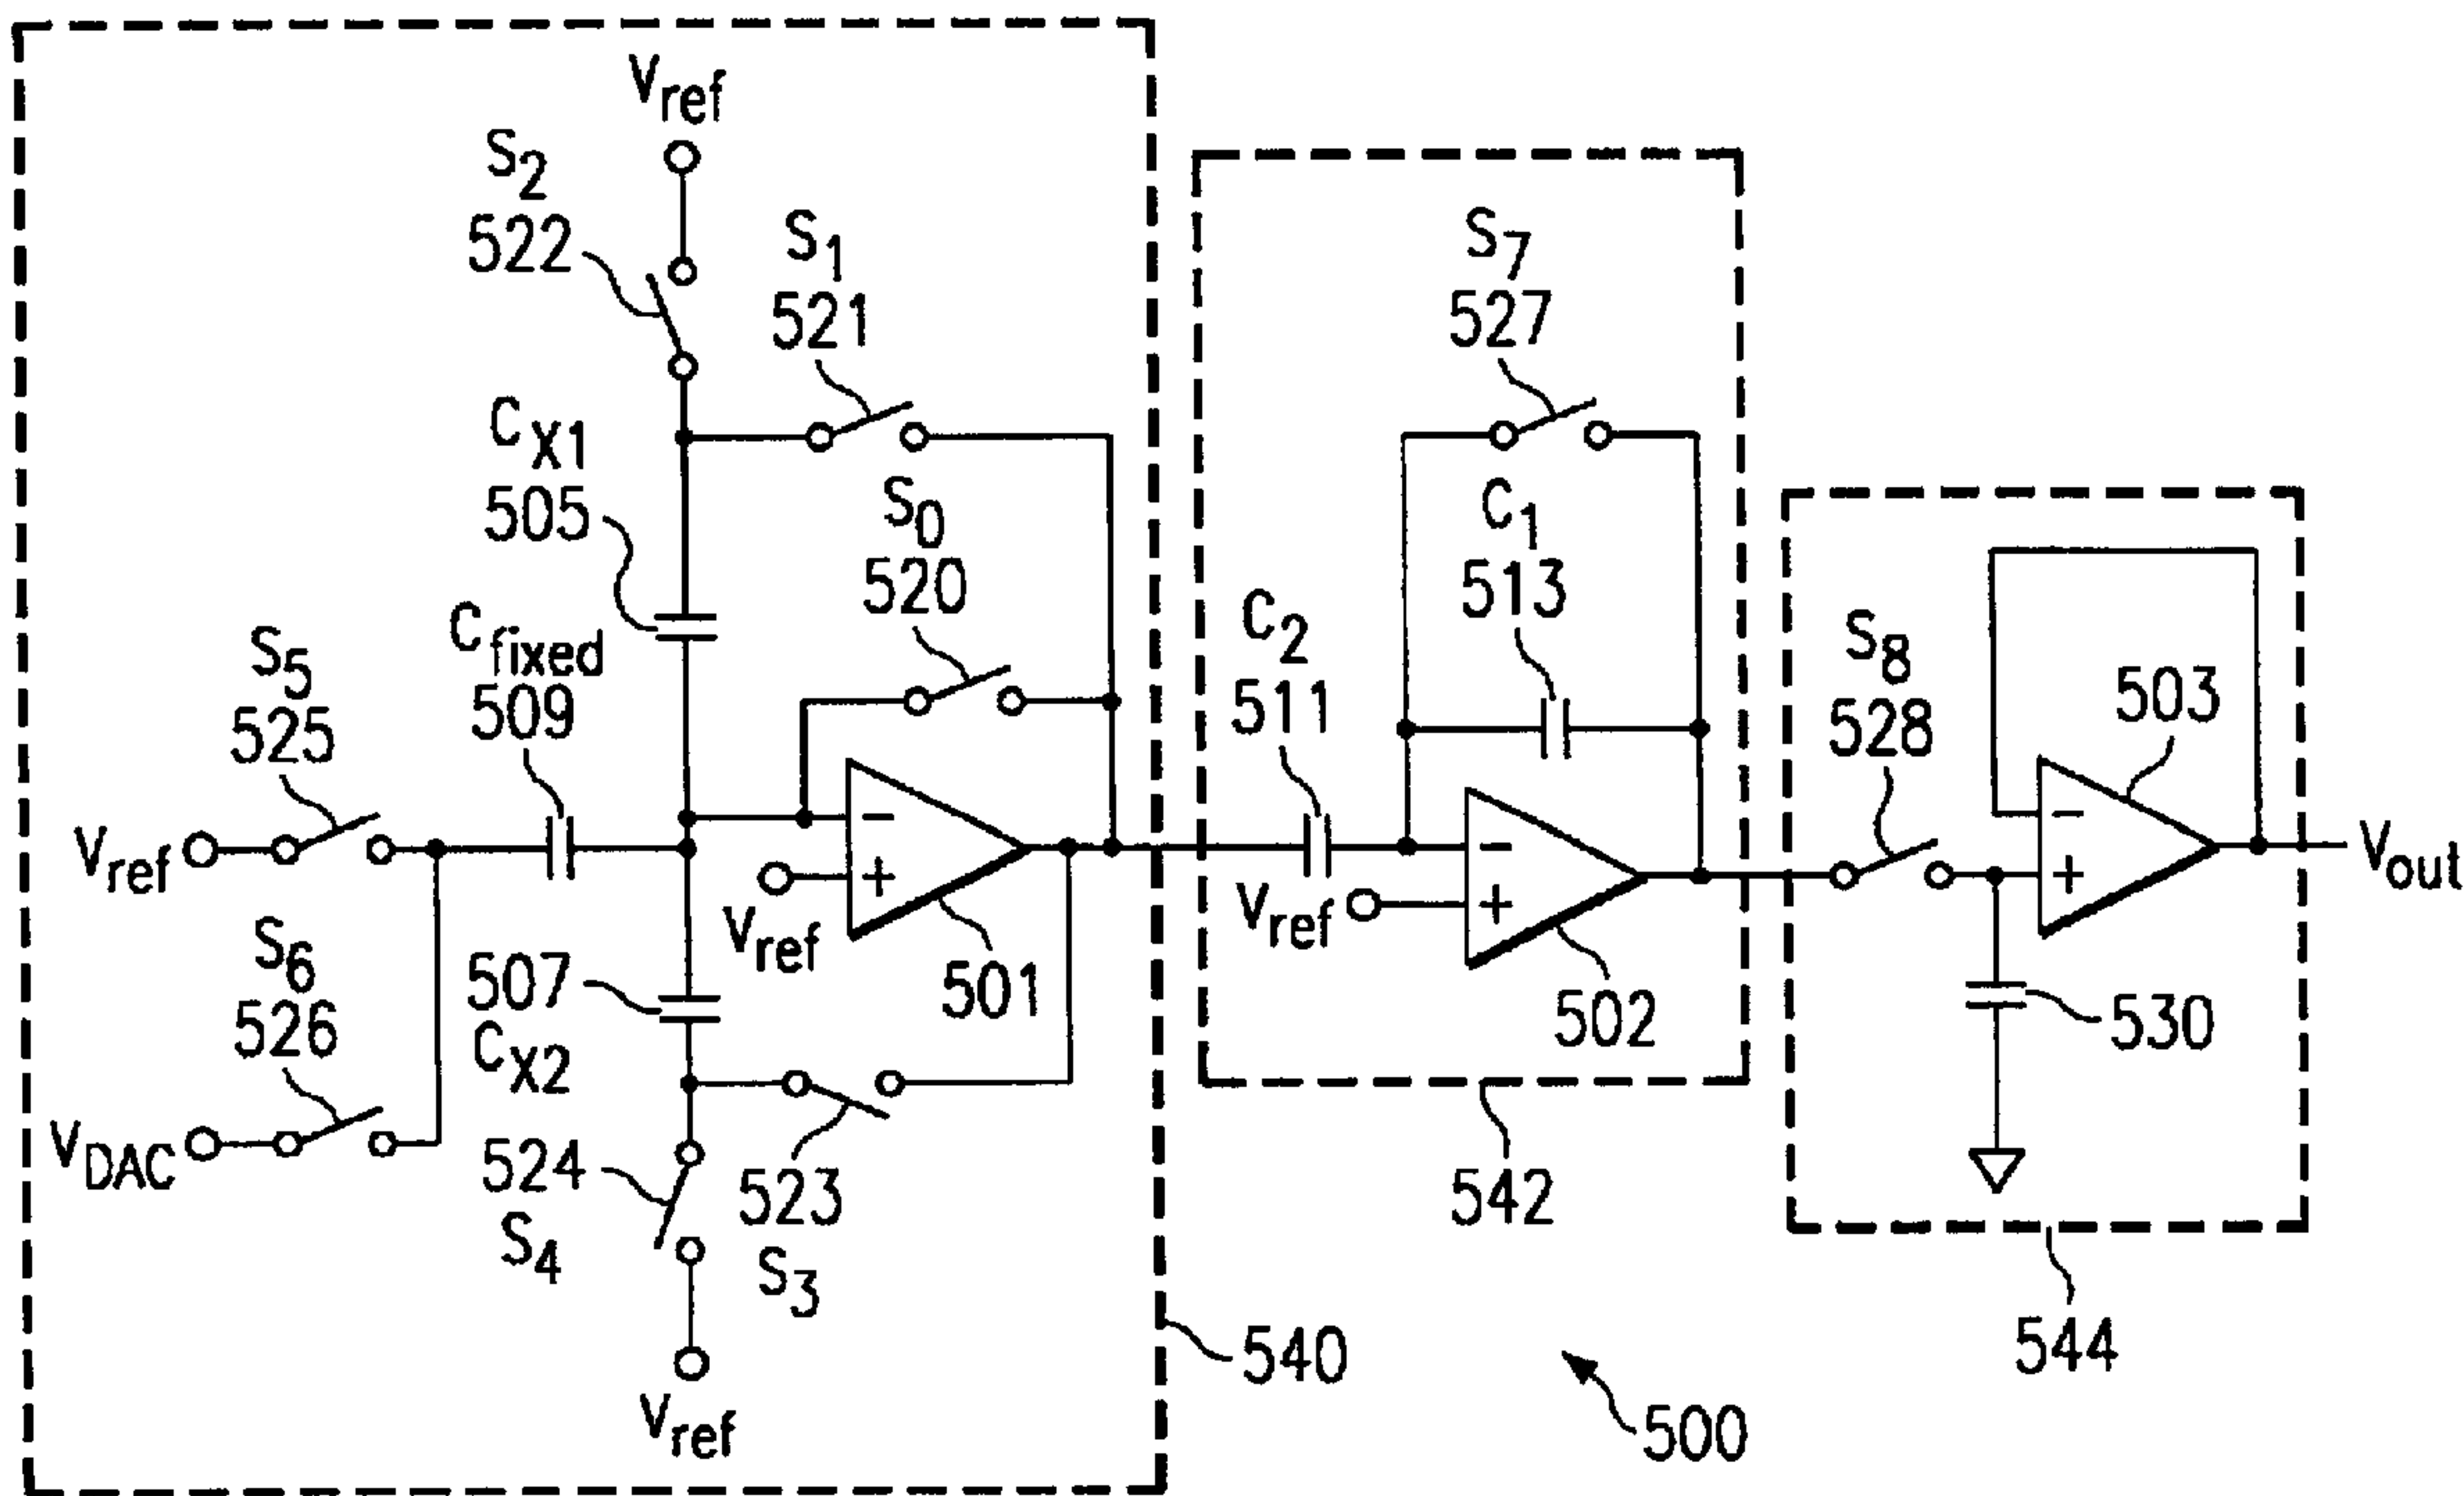 Vref
S2
522
S1
521
CX1
505
S0
520
Cfixed
509
S5
525
Vref
S6
526
VDAC
Vref
501
507
CX2
524
S4
523
S3
Vref
540
S7
527
C1
513
C2
511
Vref
502
542
S8
528
503
Vout
530
544
500
−
+
−
+
−
+